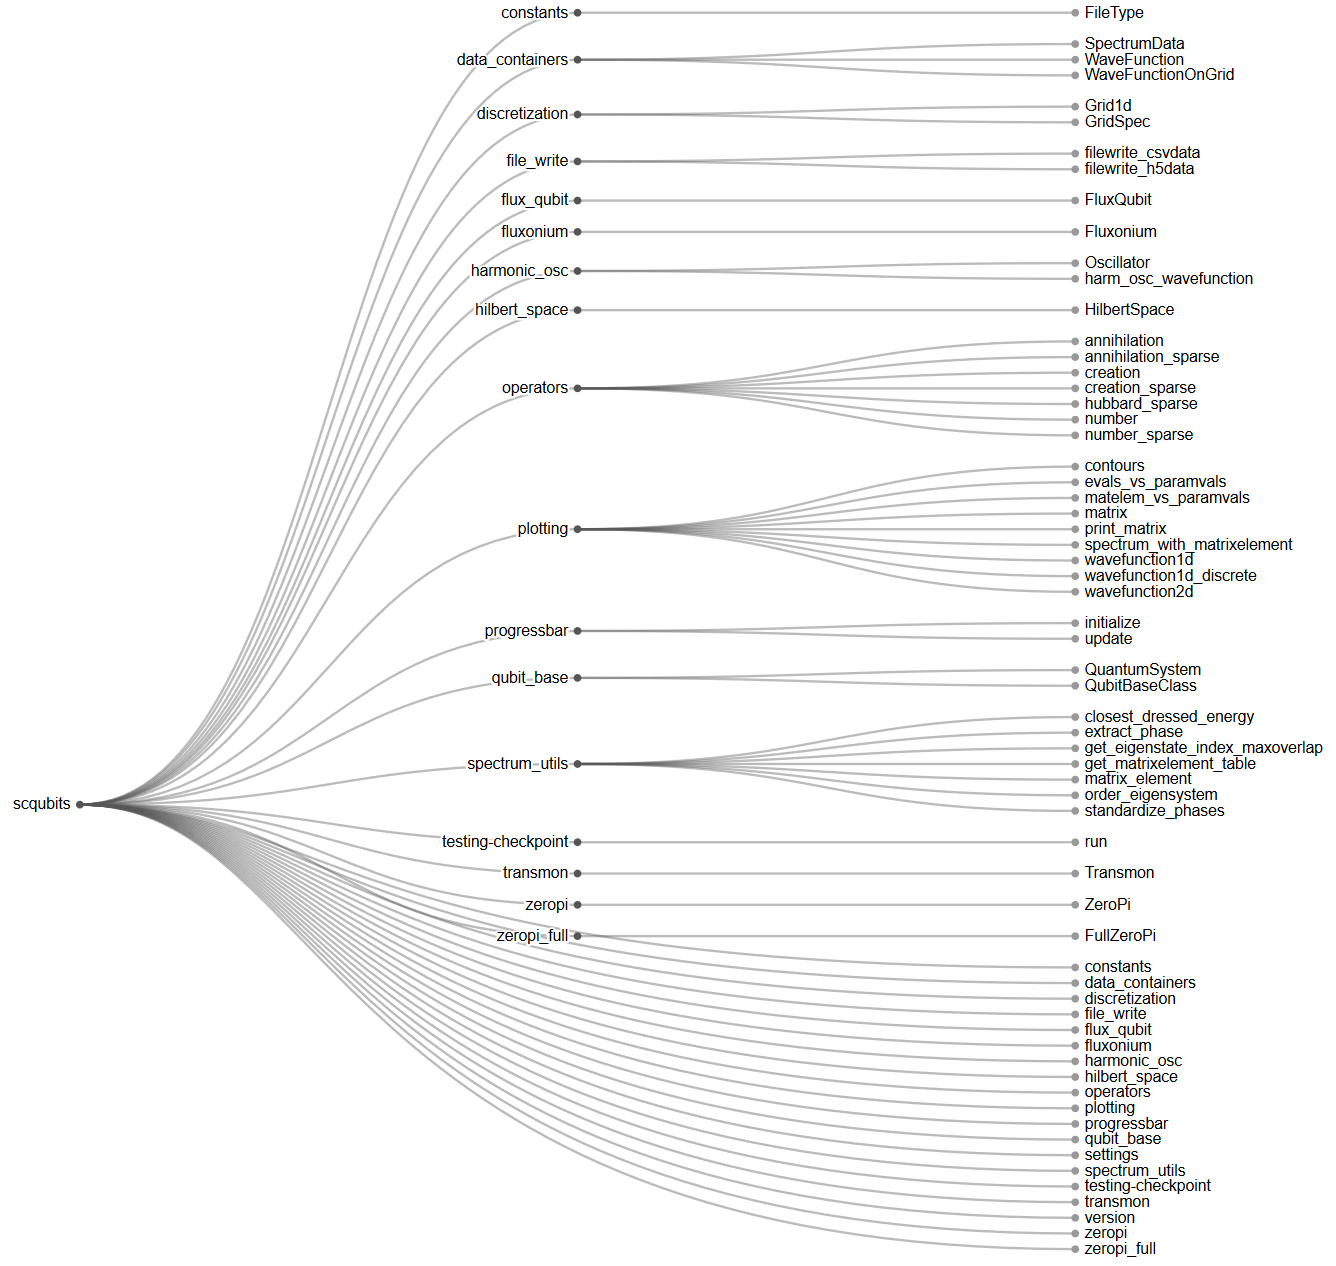 constants FileType
data_containers SpectrumData
WaveFunction
WaveFunctionOnGrid
discretization Grid1d
GridSpec
file_write filewrite_csvdata
filewrite_h5data
flux_qubit FluxQubit
fluxonium Fluxonium
harmonic_osc Oscillator
harm_osc_wavefunction
hilbert_space HilbertSpace
operators annihilation
annihilation_sparse
creation
creation_sparse
hubbard_sparse
number
number_sparse
plotting contours
evals_vs_paramvals
matelem_vs_paramvals
matrix
print_matrix
spectrum_with_matrixelement
wavefunction1d
wavefunction1d_discrete
wavefunction2d
progressbar initialize
update
qubit_base QuantumSystem
QubitBaseClass
spectrum_utils closest_dressed_energy
extract_phase
get_eigenstate_index_maxoverlap
get_matrixelement_table
matrix_element
order_eigensystem
standardize_phases
scqubits
testing-checkpoint run
transmon Transmon
zeropi ZeroPi
zeropi_full FullZeroPi
constants
data_containers
discretization
file_write
flux_qubit
fluxonium
harmonic_osc
hilbert_space
operators
plotting
progressbar
qubit_base
settings
spectrum_utils
testing-checkpoint
transmon
version
zeropi
zeropi_full